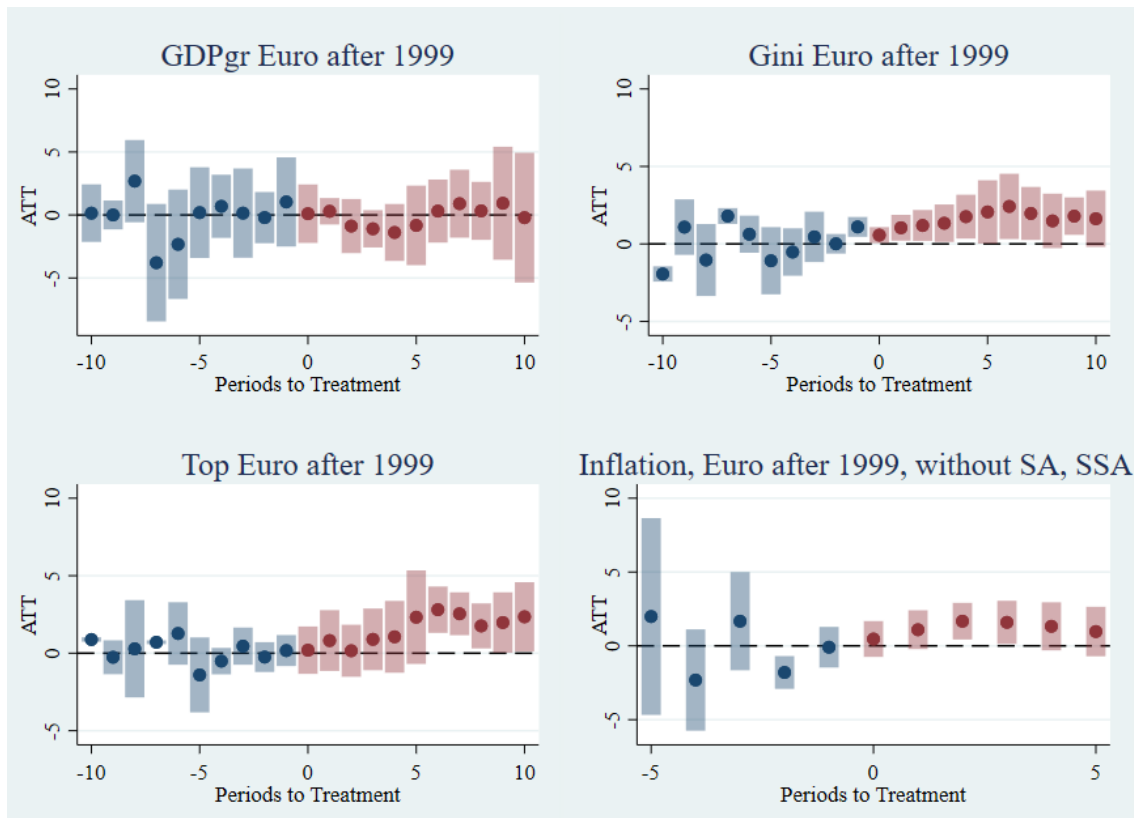 GDPgr Euro after 1999
10
5
0
-5
ATT
-10
-5
0
5
10
Periods to Treatment
Gini Euro after 1999
10
5
0
-5
ATT
-10
-5
0
5
10
Periods to Treatment
Top Euro after 1999
10
5
0
-5
ATT
-10
-5
0
5
10
Periods to Treatment
Inflation, Euro after 1999, without SA, SSA
10
5
0
-5
ATT
-5
0
5
Periods to Treatment